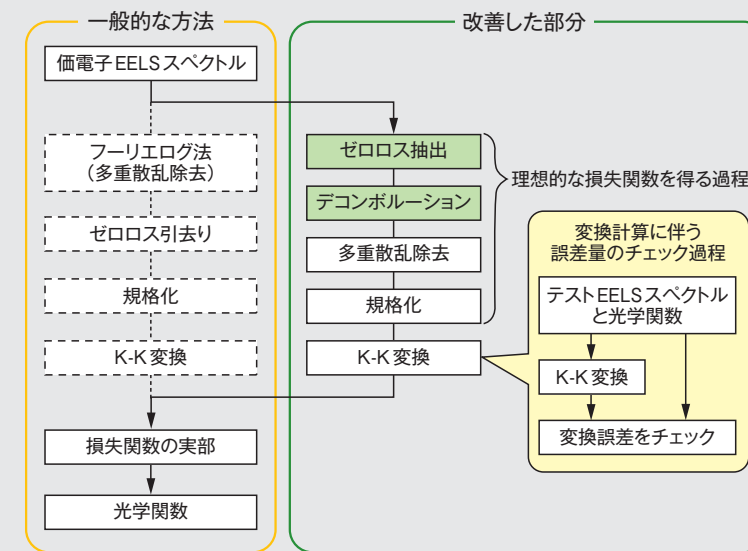 一般的な方法
価電子EELSスペクトル
フーリエログ法
（多重散乱除去）
ゼロロス引去り
規格化
K-K変換
損失関数の実部
光学関数
改善した部分
ゼロロス抽出
デコンボルーション
多重散乱除去
規格化
K-K変換
理想的な損失関数を得る過程
変換計算に伴う
誤差量のチェック過程
テストEELSスペクトル
と光学関数
K-K変換
変換誤差をチェック